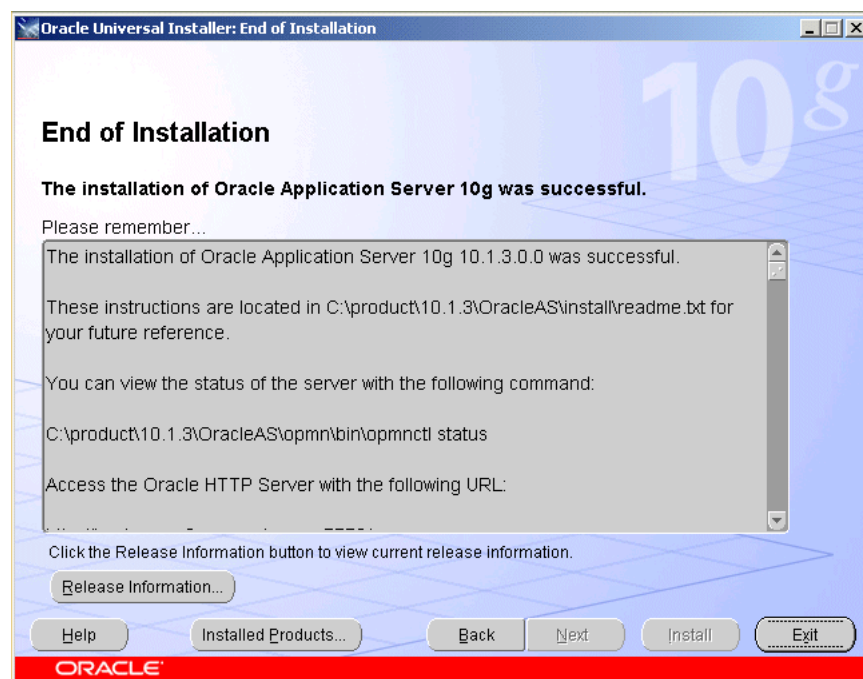 Oracle Universal Installer: End of Installation
10g
End of Installation
The installation of Oracle Application Server 10g was successful.
Please remember...
The installation of Oracle Application Server 10g 10.1.3.0.0 was successful.
These instructions are located in C:\product\10.1.3\OracleAS\install\readme.txt for
your future reference.
You can view the status of the server with the following command:
C:\product\10.1.3\OracleAS\opmn\bin\opmnctl status
Access the Oracle HTTP Server with the following URL:
Click the Release Information button to view current release information.
Release Information...
Help
Installed Products...
Back
Next
Install
Exit
ORACLE